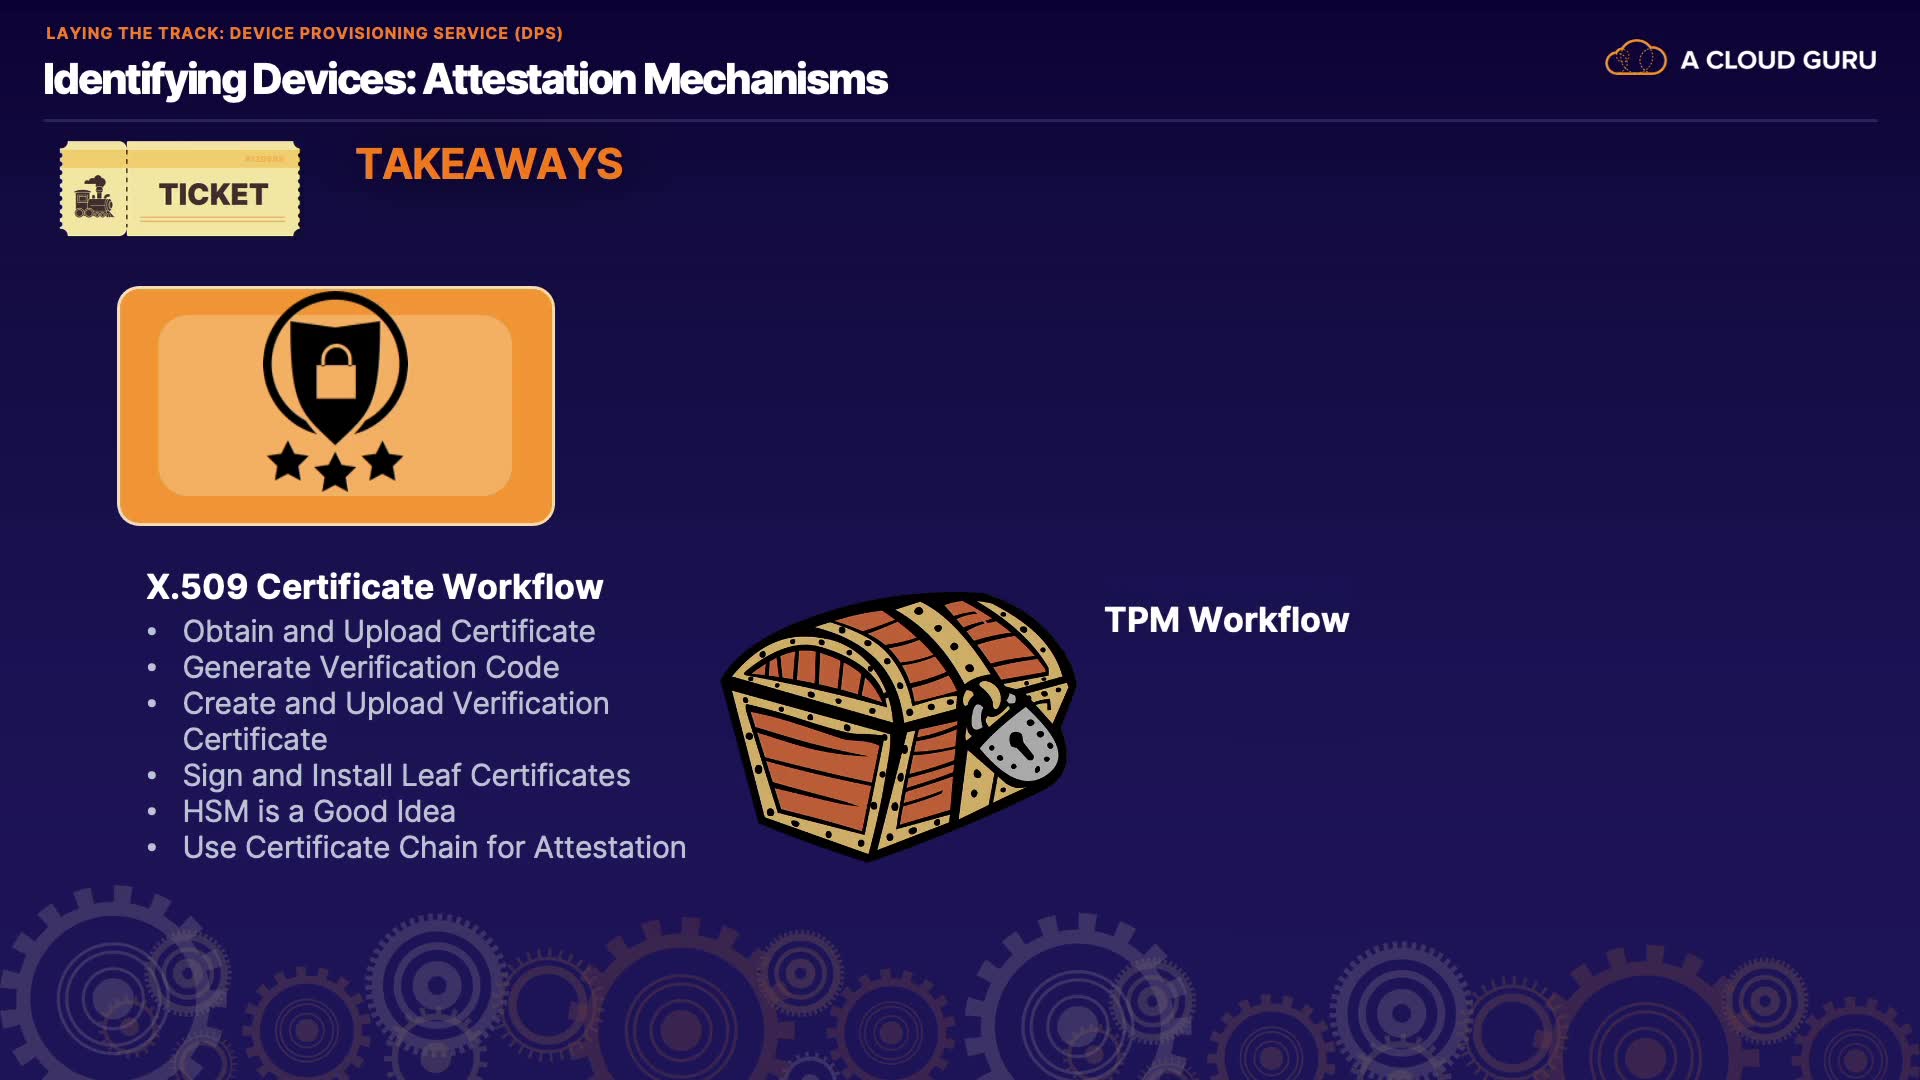 LAYING THE TRACK: DEVICE PROVISIONING SERVICE (DPS)
Identifying Devices: Attestation Mechanisms
A CLOUD GURU
TICKET
TAKEAWAYS
X.509 Certificate Workflow
• Obtain and Upload Certificate
• Generate Verification Code
• Create and Upload Verification
Certificate
• Sign and Install Leaf Certificates
• HSM is a Good Idea
• Use Certificate Chain for Attestation
TPM Workflow